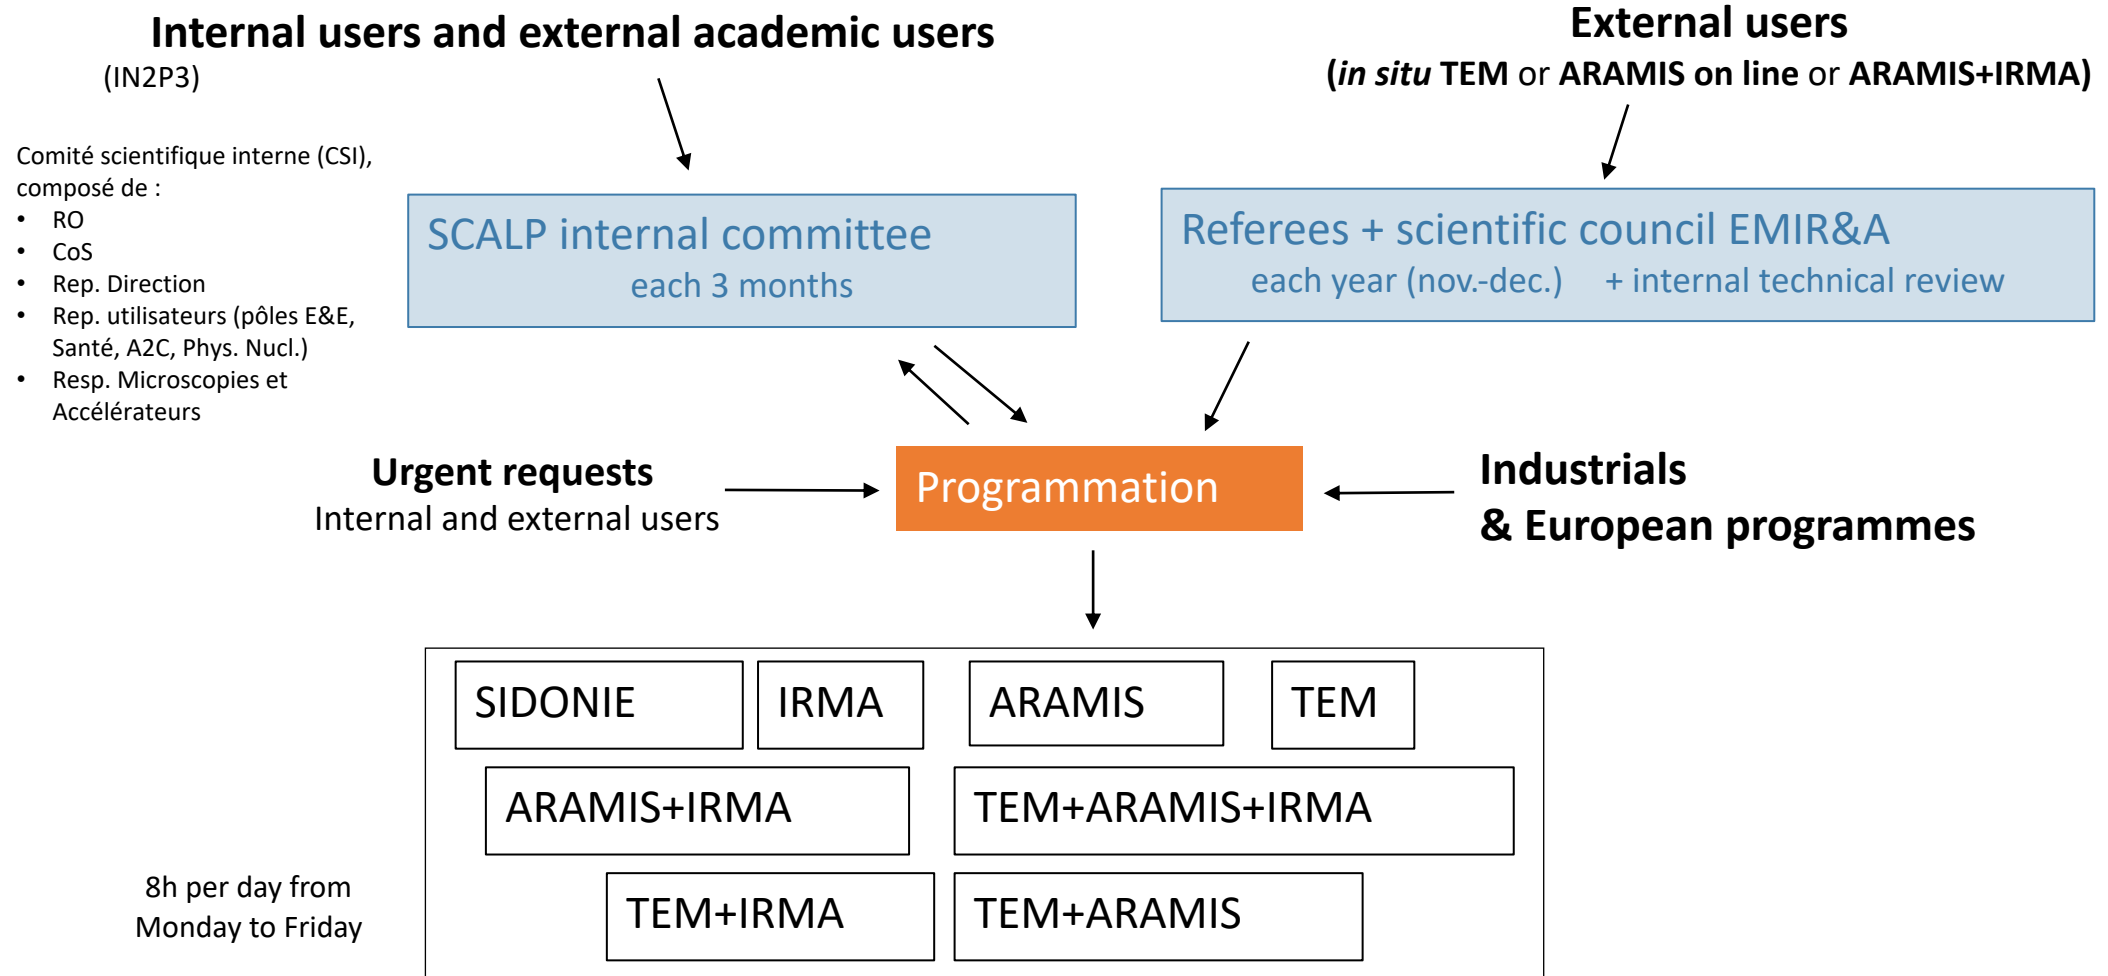 Internal users and external academic users
(IN2P3)
External users
(in situ TEM or ARAMIS on line or ARAMIS+IRMA)
Comité scientifique interne (CSI),
composé de :
• RO
• CoS
• Rep. Direction
• Rep. utilisateurs (pôles E&E,
Santé, A2C, Phys. Nucl.)
• Resp. Microscopies et
Accélérateurs
SCALP internal committee
each 3 months
Referees + scientific council EMIR&A
each year (nov.-dec.) + internal technical review
Urgent requests
Internal and external users
Programmation
Industrials
& European programmes
SIDONIE
IRMA
ARAMIS
TEM
ARAMIS+IRMA
TEM+ARAMIS+IRMA
8h per day from
Monday to Friday
TEM+IRMA
TEM+ARAMIS